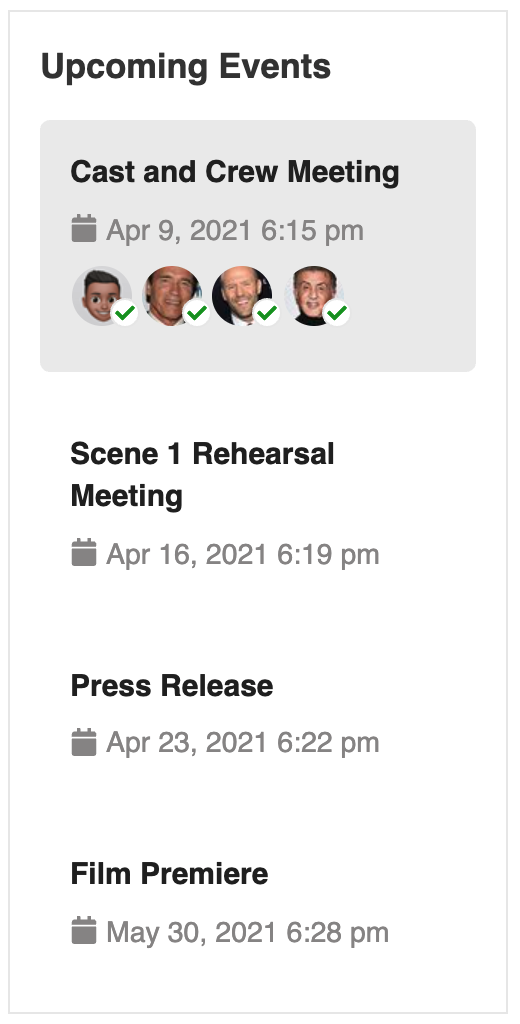 Upcoming Events
Cast and Crew Meeting
Apr 9, 2021 6:15 pm
Scene 1 Rehearsal
Meeting
Apr 16, 2021 6:19 pm
Press Release
Apr 23, 2021 6:22 pm
Film Premiere
May 30, 2021 6:28 pm